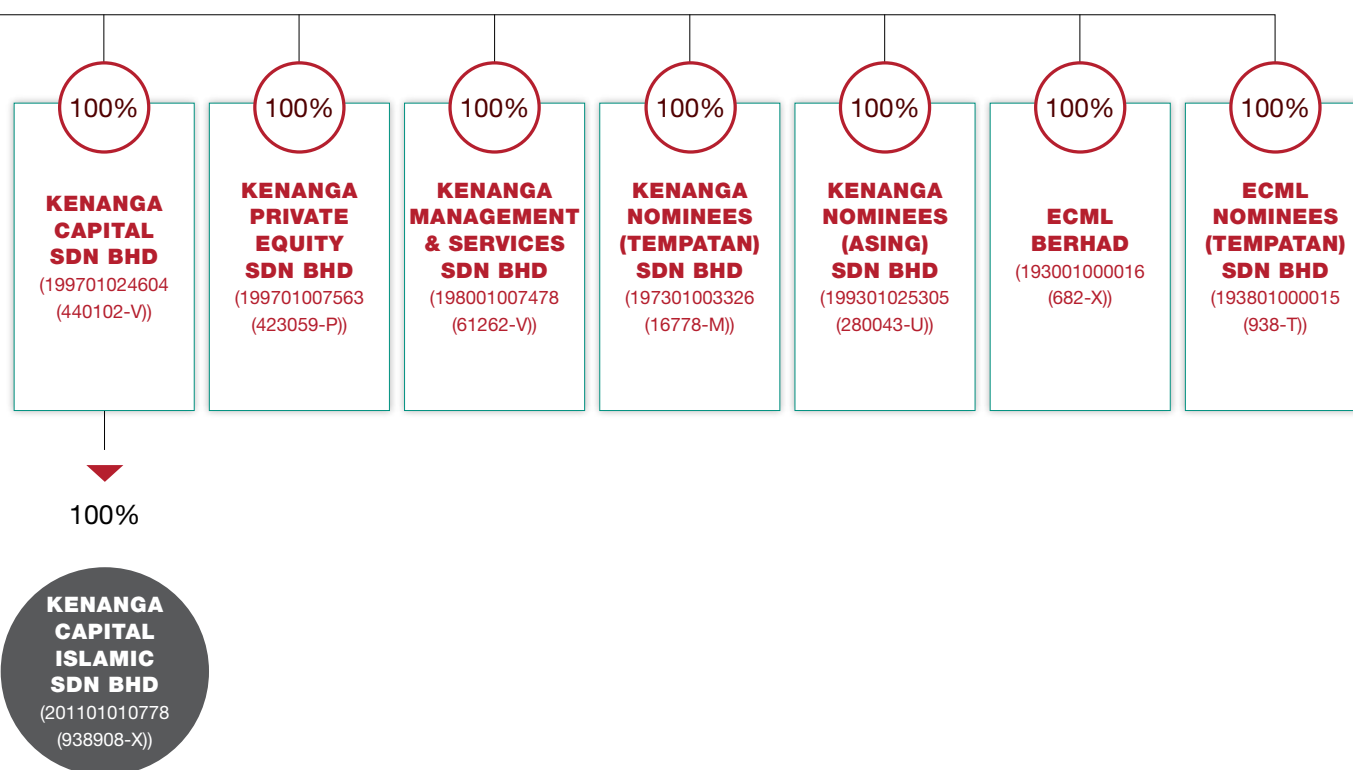 100%
KENANGA
CAPITAL
SDN BHD
(199701024604
(440102-V))
100%
KENANGA
PRIVATE
EQUITY
SDN BHD
(199701007563
(423059-P))
100%
KENANGA
MANAGEMENT
& SERVICES
SDN BHD
(198001007478
(61262-V))
100%
KENANGA
NOMINEES
(TEMPATAN)
SDN BHD
(197301003326
(16778-M))
100%
KENANGA
NOMINEES
(ASING)
SDN BHD
(199301025305
(280043-U))
100%
ECML
BERHAD
(193001000016
(682-X))
100%
ECML
NOMINEES
(TEMPATAN)
SDN BHD
(193801000015
(938-T))
100%
KENANGA
CAPITAL
ISLAMIC
SDN BHD
(201101010778
(938908-X))